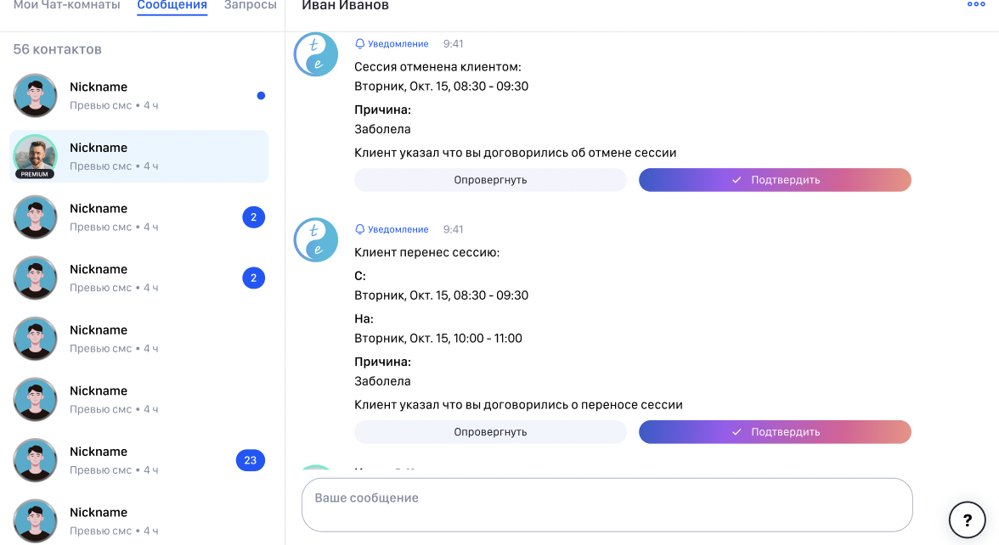 Мои Чат-комнаты Сообщения Запросы
56 контактов
Nickname
Превью смс • 4 ч
Nickname
Превью смс • 4 ч
PREMIUM
Nickname
Превью смс • 4 ч
2
Nickname
Превью смс • 4 ч
2
Nickname
Превью смс • 4 ч
Nickname
Превью смс • 4 ч
Nickname
Превью смс • 4 ч
23
Nickname
Превью смс • 4 ч
Иван Иванов
t e
Уведомление 9:41
Сессия отменена клиентом:
Вторник, Окт. 15, 08:30 - 09:30
Причина:
Заболела
Клиент указал что вы договорились об отмене сессии
Опровергнуть Подтвердить
t e
Уведомление 9:41
Клиент перенес сессию:
С:
Вторник, Окт. 15, 08:30 - 09:30
На:
Вторник, Окт. 15, 10:00 - 11:00
Причина:
Заболела
Клиент указал что вы договорились о переносе сессии
Опровергнуть Подтвердить
Ваше сообщение
?